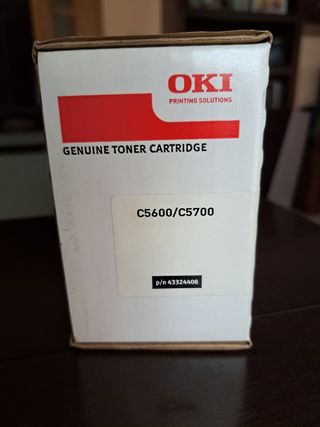 OKI
PRINTING SOLUTIONS
GENUINE TONER CARTRIDGE
C5600/C5700
p/n 43324408